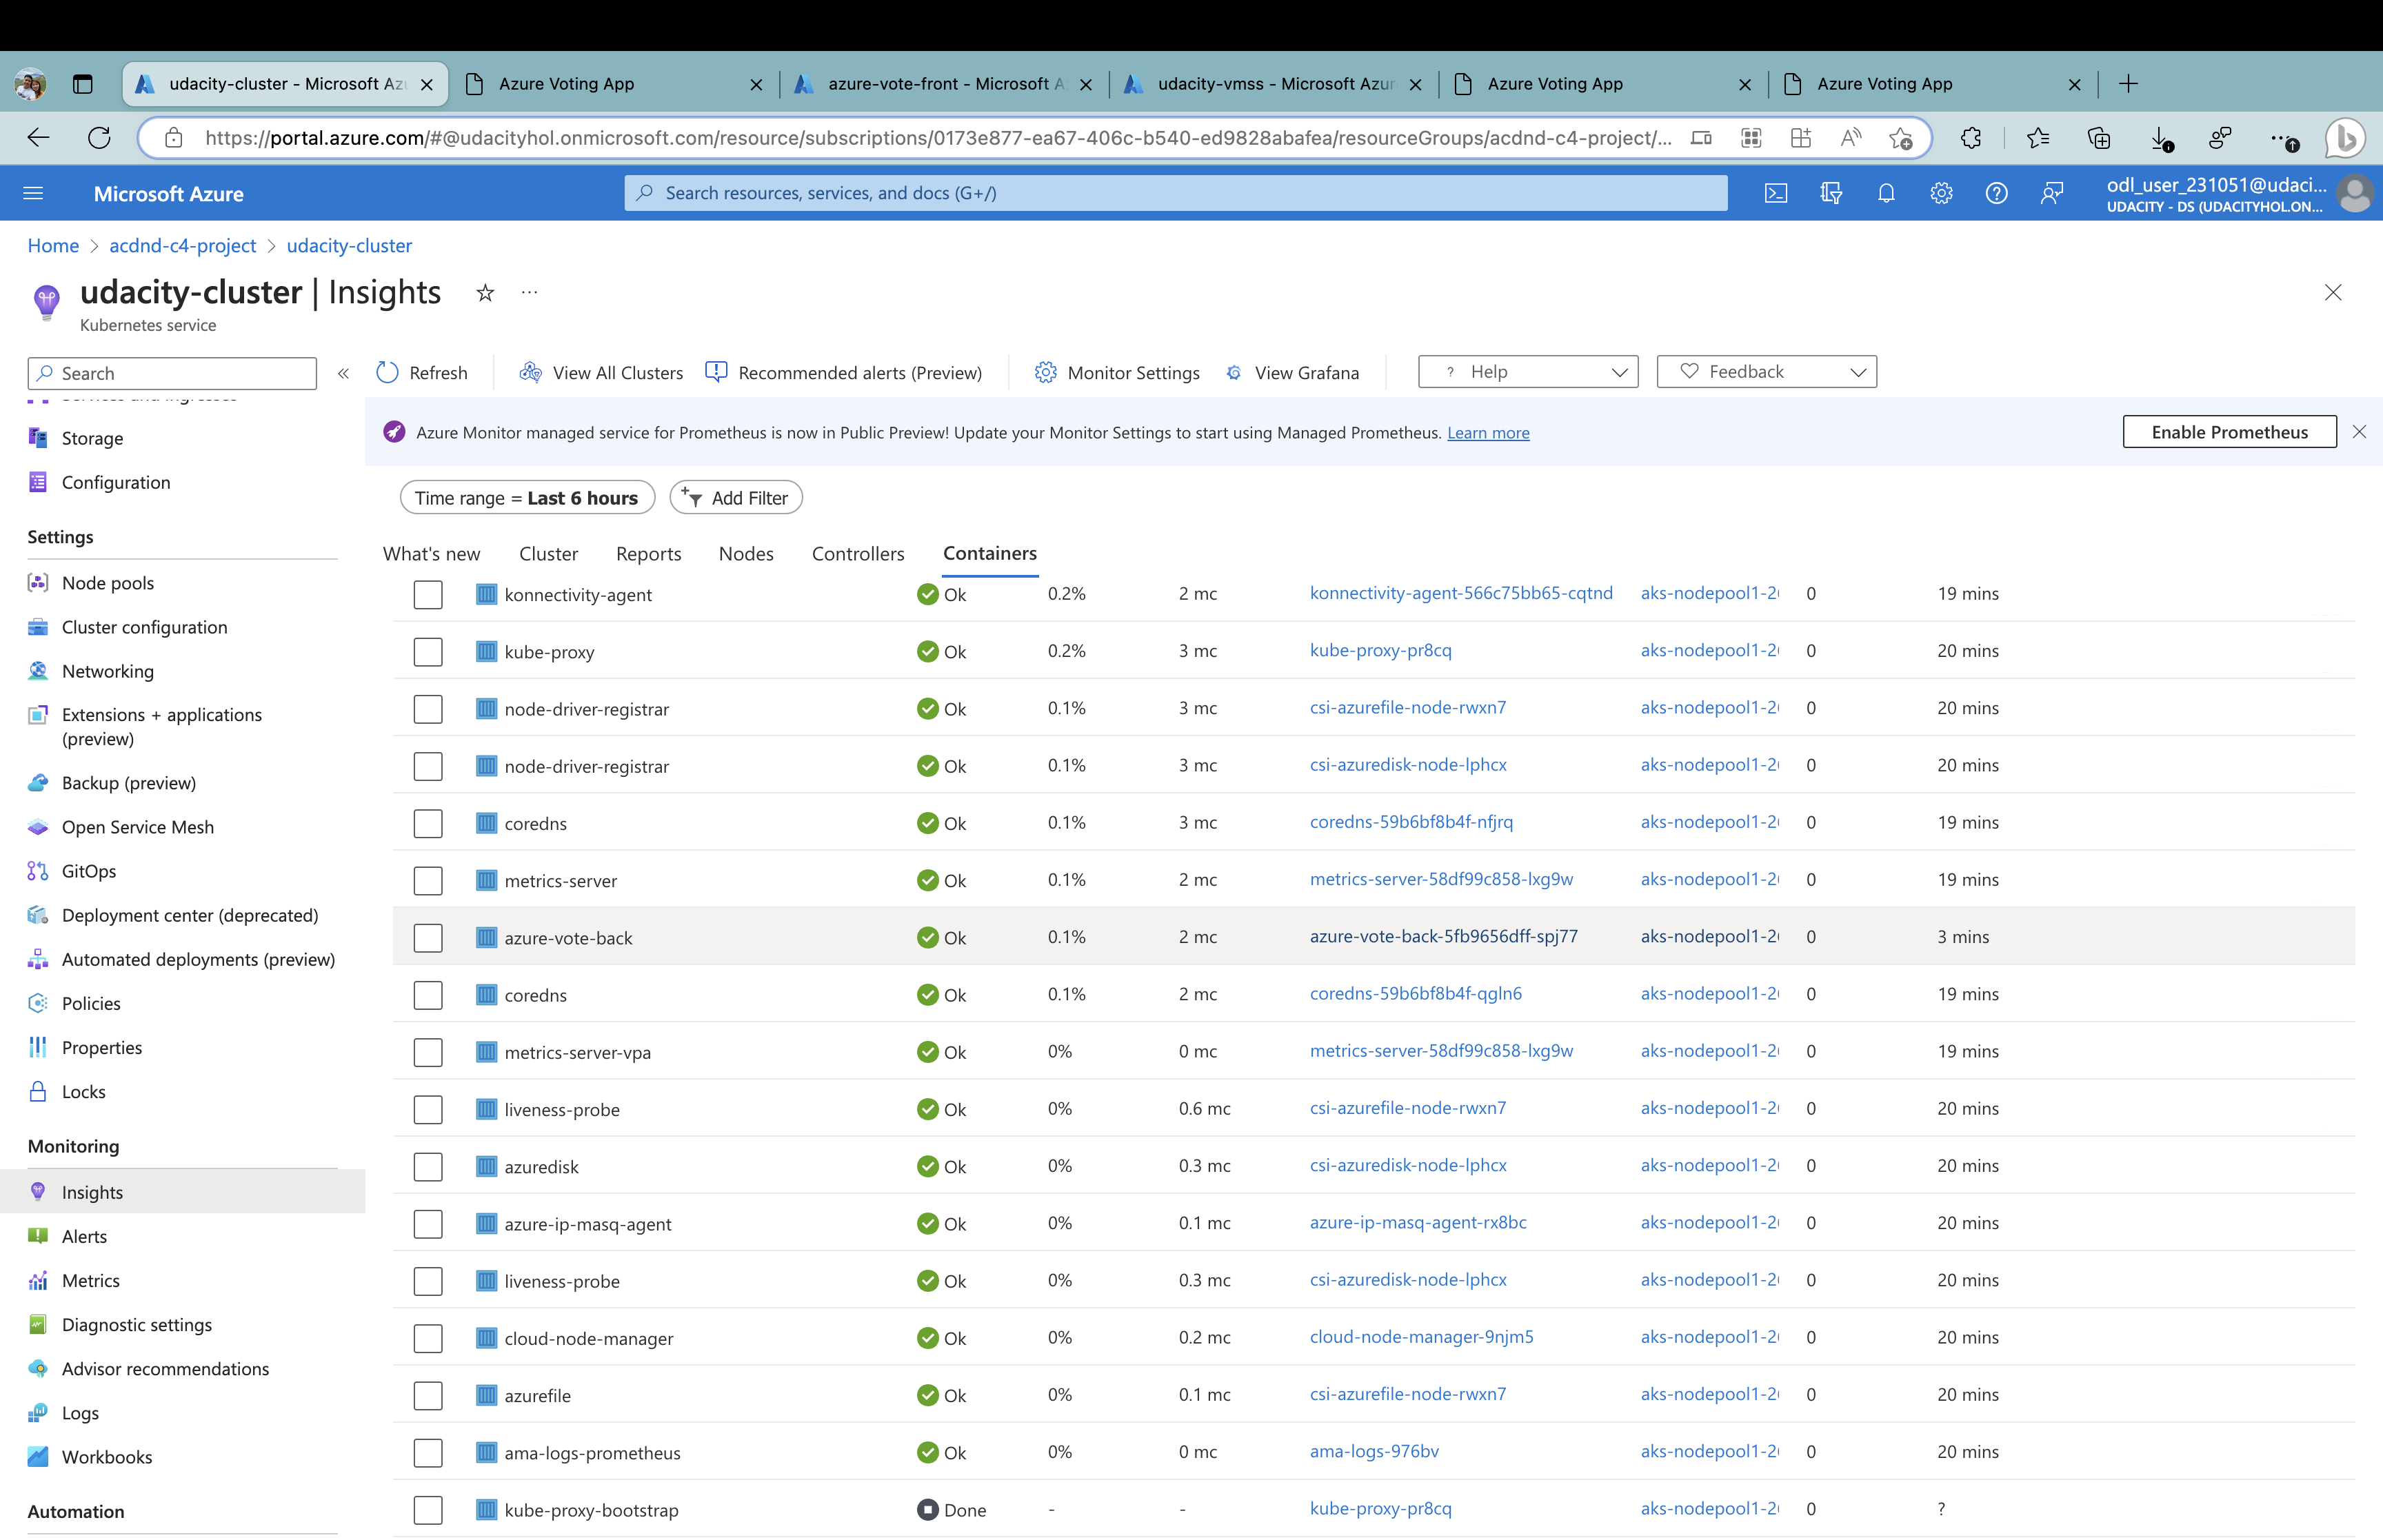 udacity-cluster - Microsoft Az
Azure Voting App
azure-vote-front - Microsoft A
udacity-vmss - Microsoft Azur
Azure Voting App
Azure Voting App
https://portal.azure.com/#@udacityhol.onmicrosoft.com/resource/subscriptions/0173e877-ea67-406c-b540-ed9828abafea/resourceGroups/acdnd-c4-project/...
Microsoft Azure
Search resources, services, and docs (G+/)
odl_user_231051@udaci...
UDACITY - DS (UDACITYHOL.ON...
Home > acdnd-c4-project > udacity-cluster
udacity-cluster | Insights
Kubernetes service
Search
Refresh
View All Clusters
Recommended alerts (Preview)
Monitor Settings
View Grafana
? Help
Feedback
Azure Monitor managed service for Prometheus is now in Public Preview! Update your Monitor Settings to start using Managed Prometheus. Learn more
Enable Prometheus
Time range = Last 6 hours
Add Filter
What's new Cluster Reports Nodes Controllers Containers
Storage
Configuration
Settings
Node pools
Cluster configuration
Networking
Extensions + applications
(preview)
Backup (preview)
Open Service Mesh
GitOps
Deployment center (deprecated)
Automated deployments (preview)
Policies
Properties
Locks
Monitoring
Insights
Alerts
Metrics
Diagnostic settings
Advisor recommendations
Logs
Workbooks
Automation
konnectivity-agent Ok 0.2% 2 mc konnectivity-agent-566c75bb65-cqtnd aks-nodepool1-2 0 19 mins
kube-proxy Ok 0.2% 3 mc kube-proxy-pr8cq aks-nodepool1-2 0 20 mins
node-driver-registrar Ok 0.1% 3 mc csi-azurefile-node-rwxn7 aks-nodepool1-2 0 20 mins
node-driver-registrar Ok 0.1% 3 mc csi-azuredisk-node-lphcx aks-nodepool1-2 0 20 mins
coredns Ok 0.1% 3 mc coredns-59b6bf8b4f-nfjrq aks-nodepool1-2 0 19 mins
metrics-server Ok 0.1% 2 mc metrics-server-58df99c858-lxg9w aks-nodepool1-2 0 19 mins
azure-vote-back Ok 0.1% 2 mc azure-vote-back-5fb9656dff-spj77 aks-nodepool1-2 0 3 mins
coredns Ok 0.1% 2 mc coredns-59b6bf8b4f-qgln6 aks-nodepool1-2 0 19 mins
metrics-server-vpa Ok 0% 0 mc metrics-server-58df99c858-lxg9w aks-nodepool1-2 0 19 mins
liveness-probe Ok 0% 0.6 mc csi-azurefile-node-rwxn7 aks-nodepool1-2 0 20 mins
azuredisk Ok 0% 0.3 mc csi-azuredisk-node-lphcx aks-nodepool1-2 0 20 mins
azure-ip-masq-agent Ok 0% 0.1 mc azure-ip-masq-agent-rx8bc aks-nodepool1-2 0 20 mins
liveness-probe Ok 0% 0.3 mc csi-azuredisk-node-lphcx aks-nodepool1-2 0 20 mins
cloud-node-manager Ok 0% 0.2 mc cloud-node-manager-9njm5 aks-nodepool1-2 0 20 mins
azurefile Ok 0% 0.1 mc csi-azurefile-node-rwxn7 aks-nodepool1-2 0 20 mins
ama-logs-prometheus Ok 0% 0 mc ama-logs-976bv aks-nodepool1-2 0 20 mins
kube-proxy-bootstrap Done - - kube-proxy-pr8cq aks-nodepool1-2 0 ?